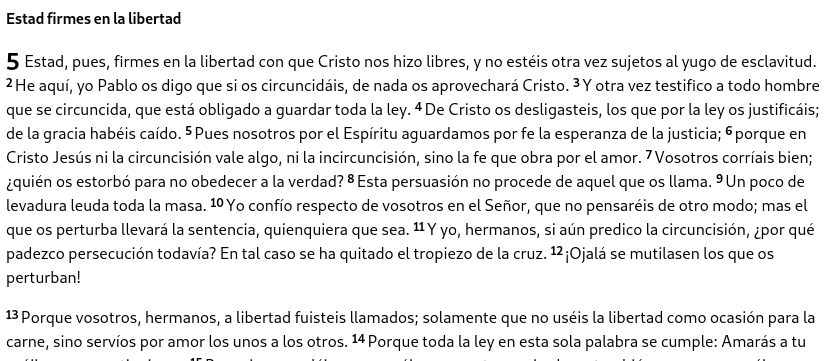 Estad firmes en la libertad
5 Estad, pues, firmes en la libertad con que Cristo nos hizo libres, y no estéis otra vez sujetos al yugo de esclavitud.
2 He aquí, yo Pablo os digo que si os circuncidáis, de nada os aprovechará Cristo. 3 Y otra vez testifico a todo hombre
que se circuncida, que está obligado a guardar toda la ley. 4 De Cristo os desligasteis, los que por la ley os justificáis;
de la gracia habéis caído. 5 Pues nosotros por el Espíritu aguardamos por fe la esperanza de la justicia; 6 porque en
Cristo Jesús ni la circuncisión vale algo, ni la incircuncisión, sino la fe que obra por el amor. 7 Vosotros corríais bien;
¿quién os estorbó para no obedecer a la verdad? 8 Esta persuasión no procede de aquel que os llama. 9 Un poco de
levadura leuda toda la masa. 10 Yo confío respecto de vosotros en el Señor, que no pensaréis de otro modo; mas el
que os perturba llevará la sentencia, quienquiera que sea. 11 Y yo, hermanos, si aún predico la circuncisión, ¿por qué
padezco persecución todavía? En tal caso se ha quitado el tropiezo de la cruz. 12 ¡Ojalá se mutilasen los que os
perturban!
13 Porque vosotros, hermanos, a libertad fuisteis llamados; solamente que no uséis la libertad como ocasión para la
carne, sino servíos por amor los unos a los otros. 14 Porque toda la ley en esta sola palabra se cumple: Amarás a tu